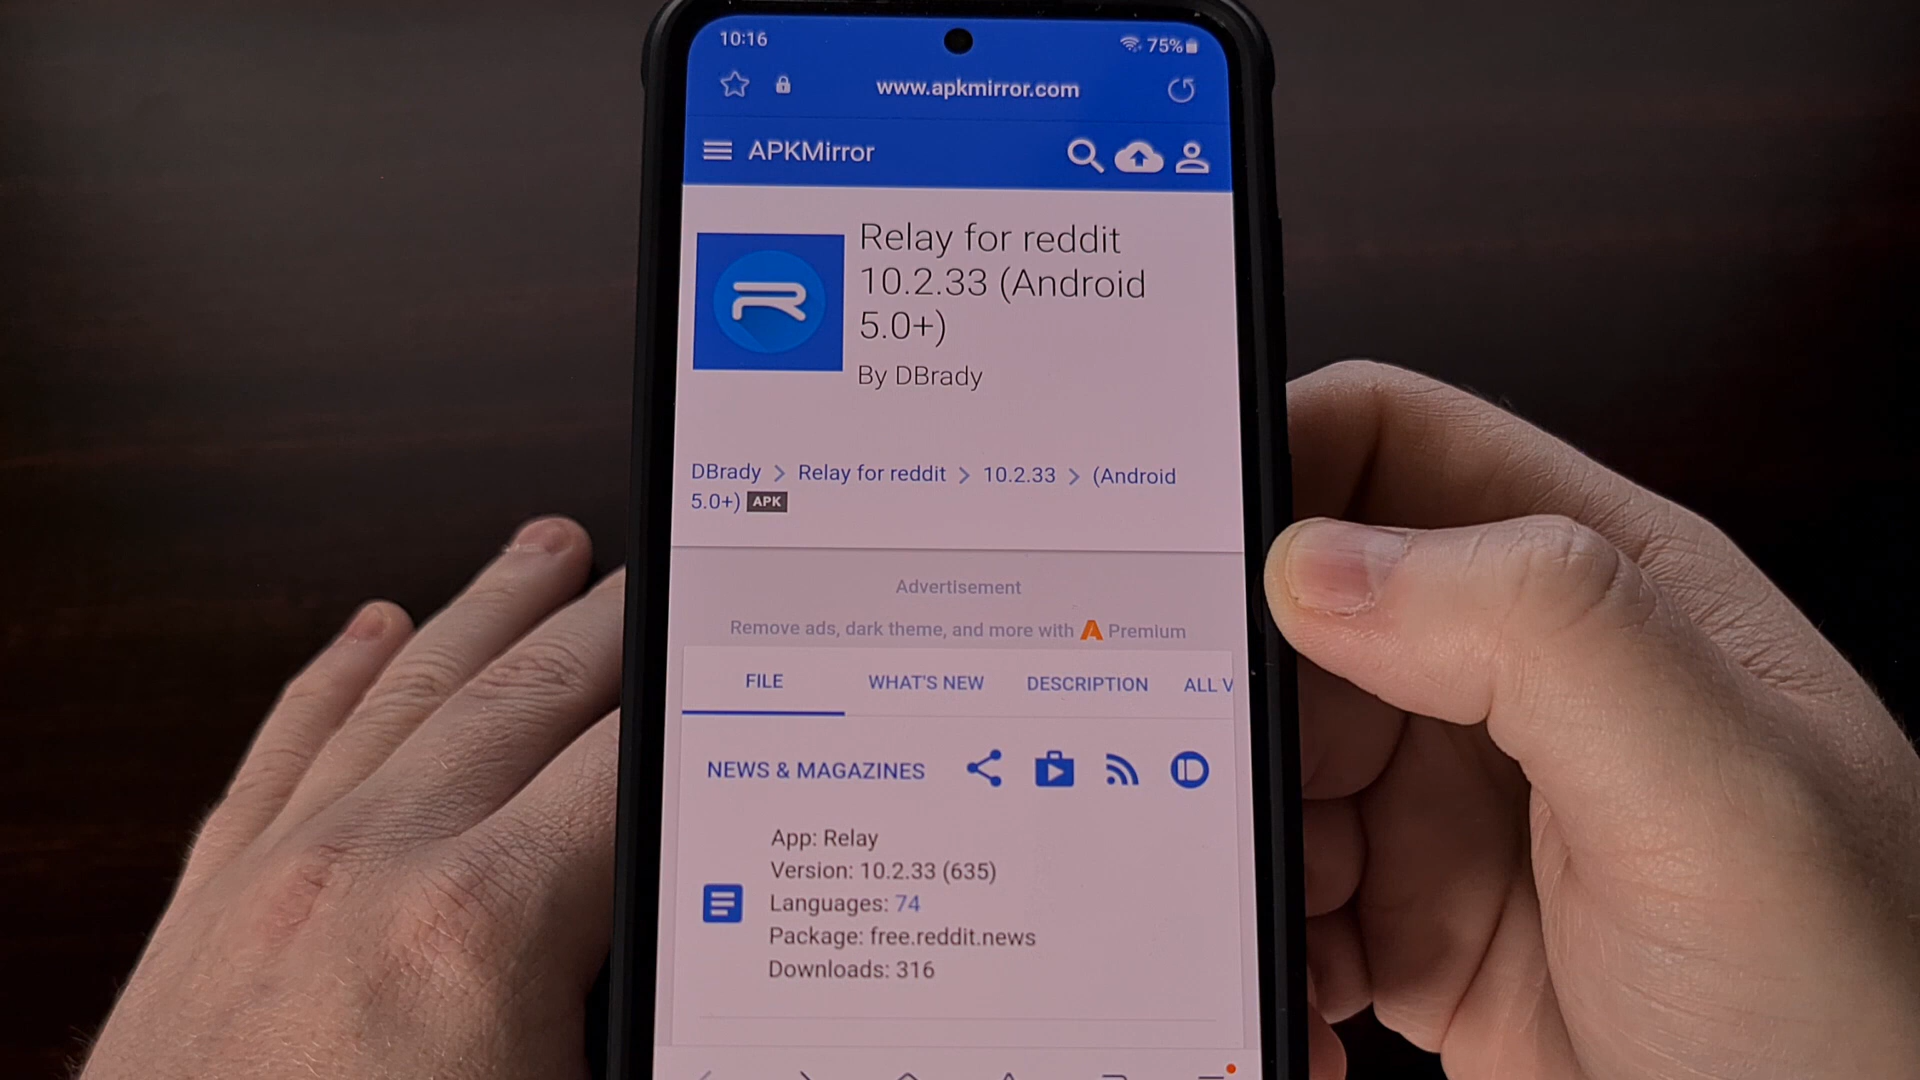 10:16
75%
www.apkmirror.com
APKMirror
Relay for reddit
10.2.33 (Android
5.0+)
By DBrady
DBrady > Relay for reddit > 10.2.33 > (Android
5.0+) APK
Advertisement
Remove ads, dark theme, and more with A Premium
FILE WHAT'S NEW DESCRIPTION ALL V
NEWS & MAGAZINES
App: Relay
Version: 10.2.33 (635)
Languages: 74
Package: free.reddit.news
Downloads: 316